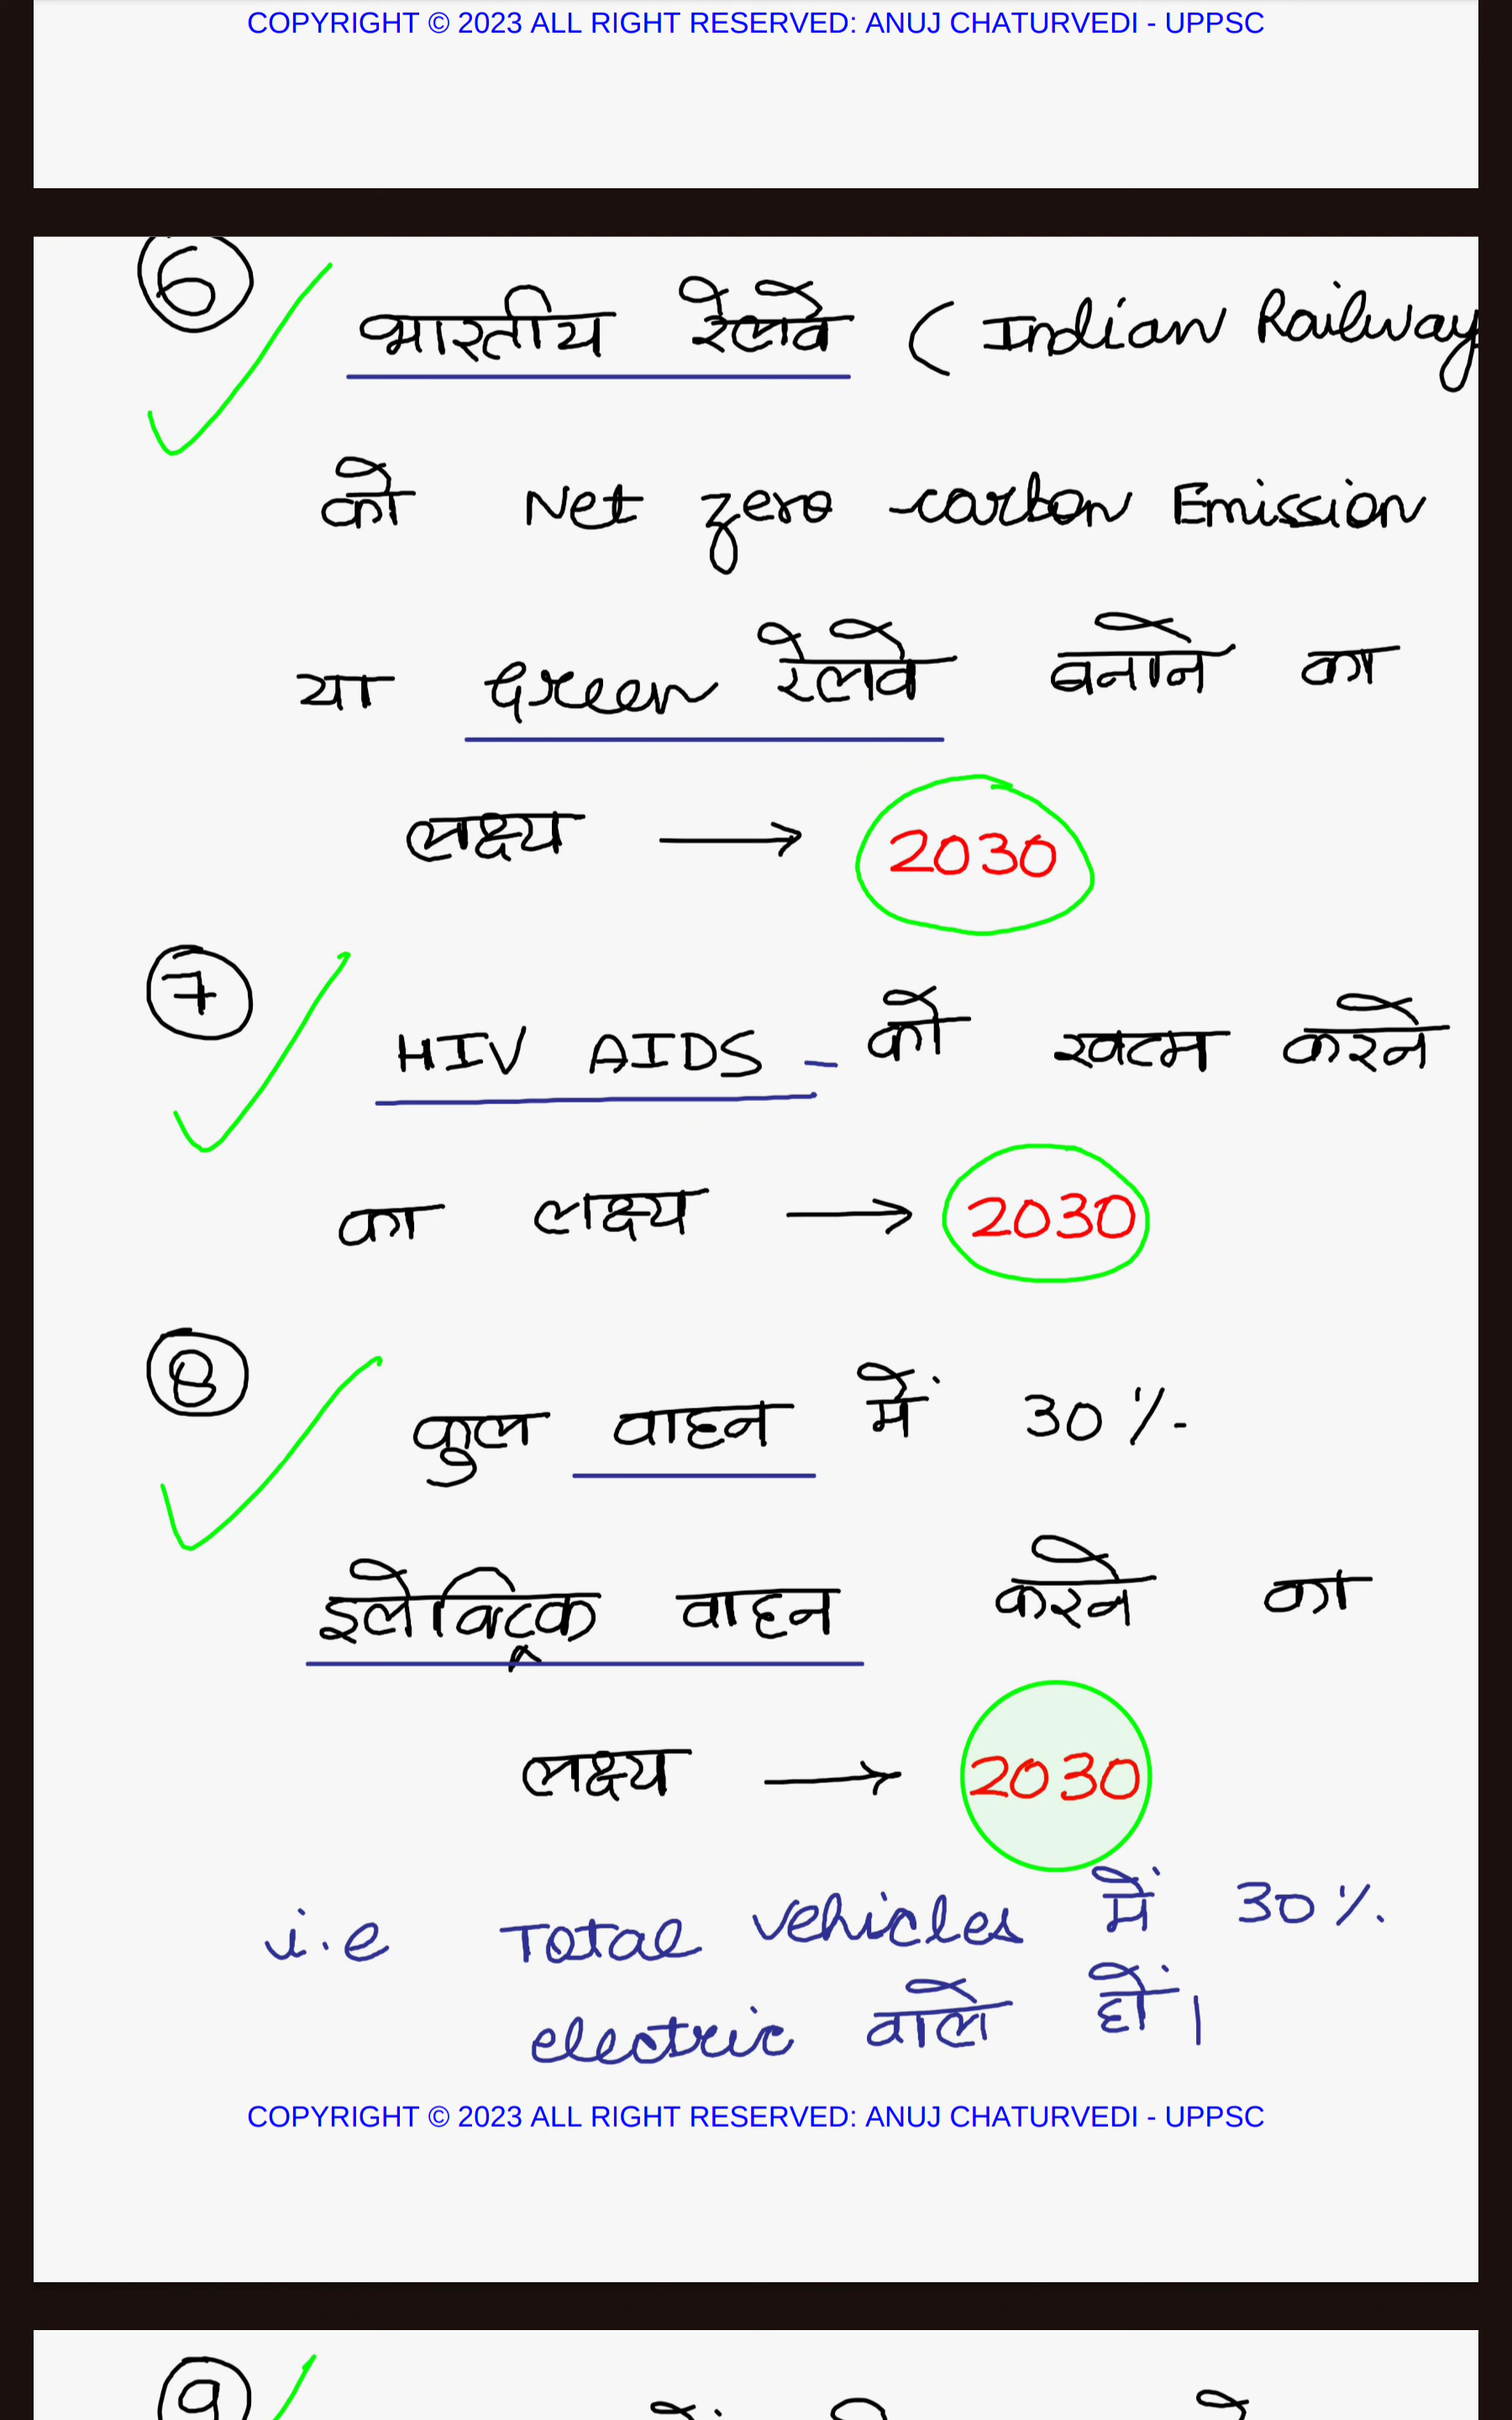 COPYRIGHT © 2023 ALL RIGHT RESERVED: ANUJ CHATURVEDI - UPPSC
6 भारतीय रेल्वे ( Indian Railway
को Net zero carbon Emission
या green रेलवे बनाने का
लक्ष्य → 2030
7 HIV AIDS - को खत्म करने
का लक्ष्य → 2030
8 कुल वाहन में 30 %
इलेक्ट्रिक वाहन करने का
लक्ष्य → 2030
i.e Total vehicles में 30 %.
electric वाले हों।
COPYRIGHT © 2023 ALL RIGHT RESERVED: ANUJ CHATURVEDI - UPPSC
9